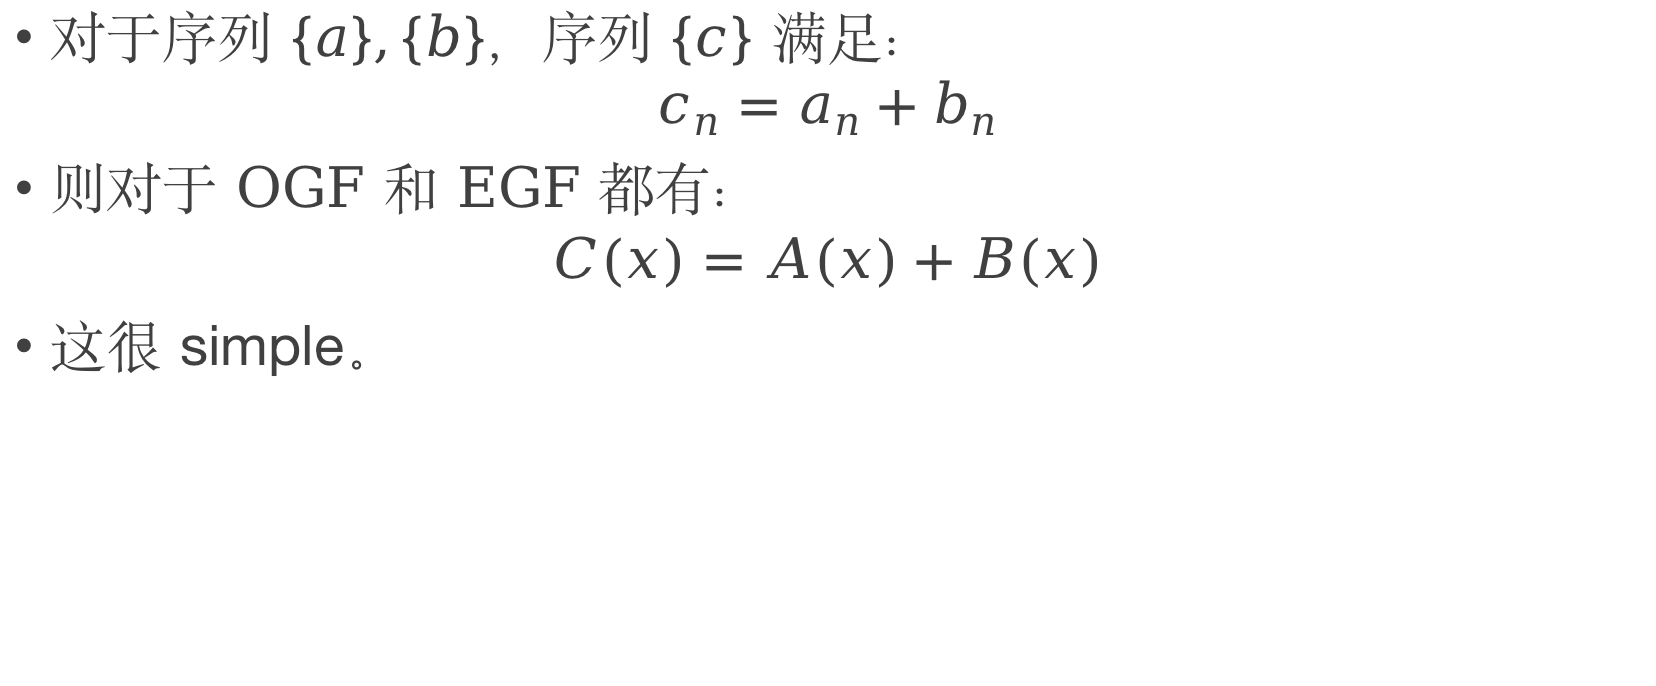 • 对于序列 {a}, {b}，序列 {c} 满足：
cₙ = aₙ + bₙ
• 则对于 OGF 和 EGF 都有：
C(x) = A(x) + B(x)
• 这很 simple。